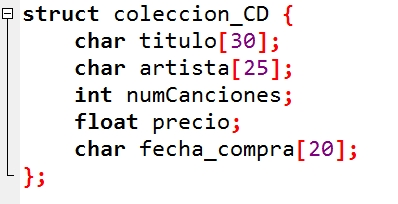 struct coleccion_CD {
    char titulo[30];
    char artista[25];
    int numCanciones;
    float precio;
    char fecha_compra[20];
};